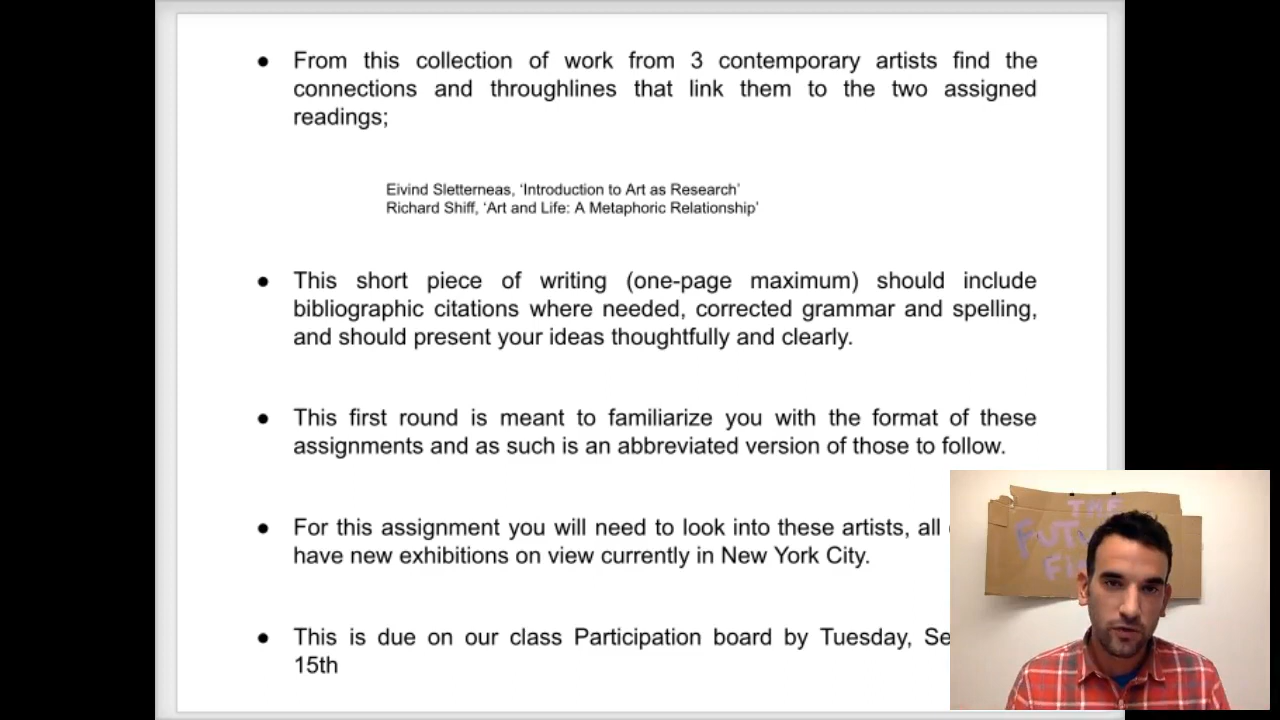 ● From this collection of work from 3 contemporary artists find the
connections and throughlines that link them to the two assigned
readings;
Eivind Sletterneas, ‘Introduction to Art as Research’
Richard Shiff, ‘Art and Life: A Metaphoric Relationship’
● This short piece of writing (one-page maximum) should include
bibliographic citations where needed, corrected grammar and spelling,
and should present your ideas thoughtfully and clearly.
● This first round is meant to familiarize you with the format of these
assignments and as such is an abbreviated version of those to follow.
● For this assignment you will need to look into these artists, all
have new exhibitions on view currently in New York City.
● This is due on our class Participation board by Tuesday,
15th
THE